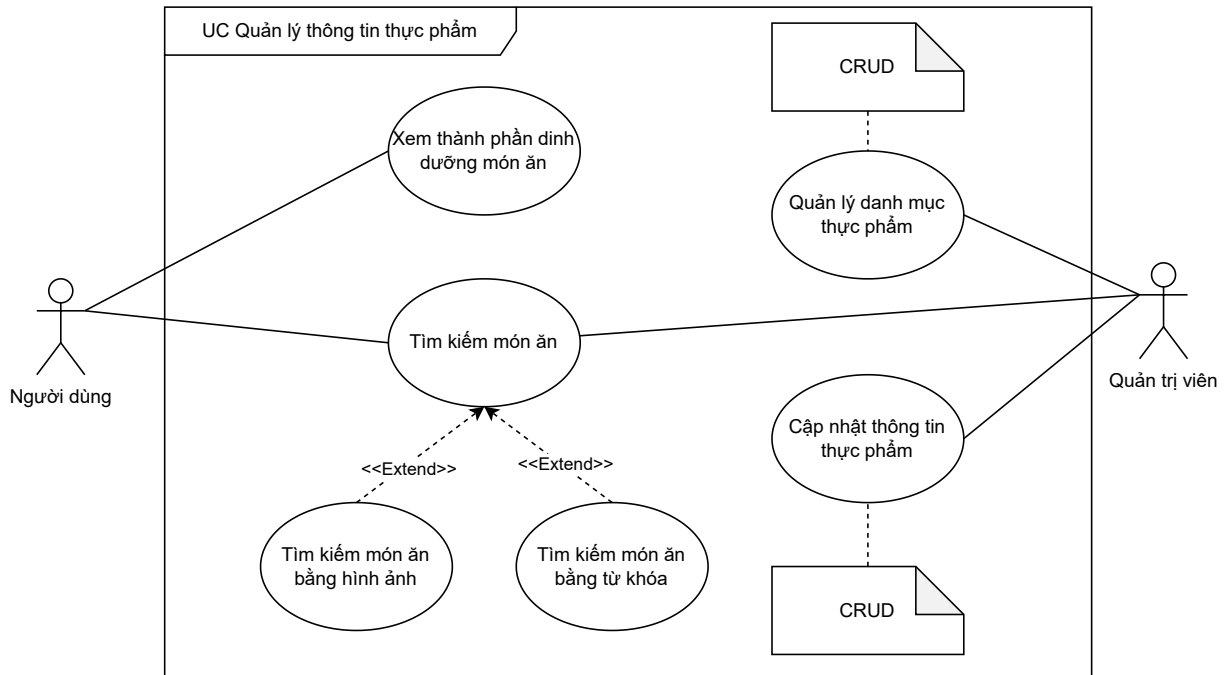 UC Quản lý thông tin thực phẩm
CRUD
Xem thành phần dinh
dưỡng món ăn
Quản lý danh mục
thực phẩm
Tìm kiếm món ăn
Người dùng
Quản trị viên
Cập nhật thông tin
thực phẩm
<<Extend>>
<<Extend>>
Tìm kiếm món ăn
bằng hình ảnh
Tìm kiếm món ăn
bằng từ khóa
CRUD